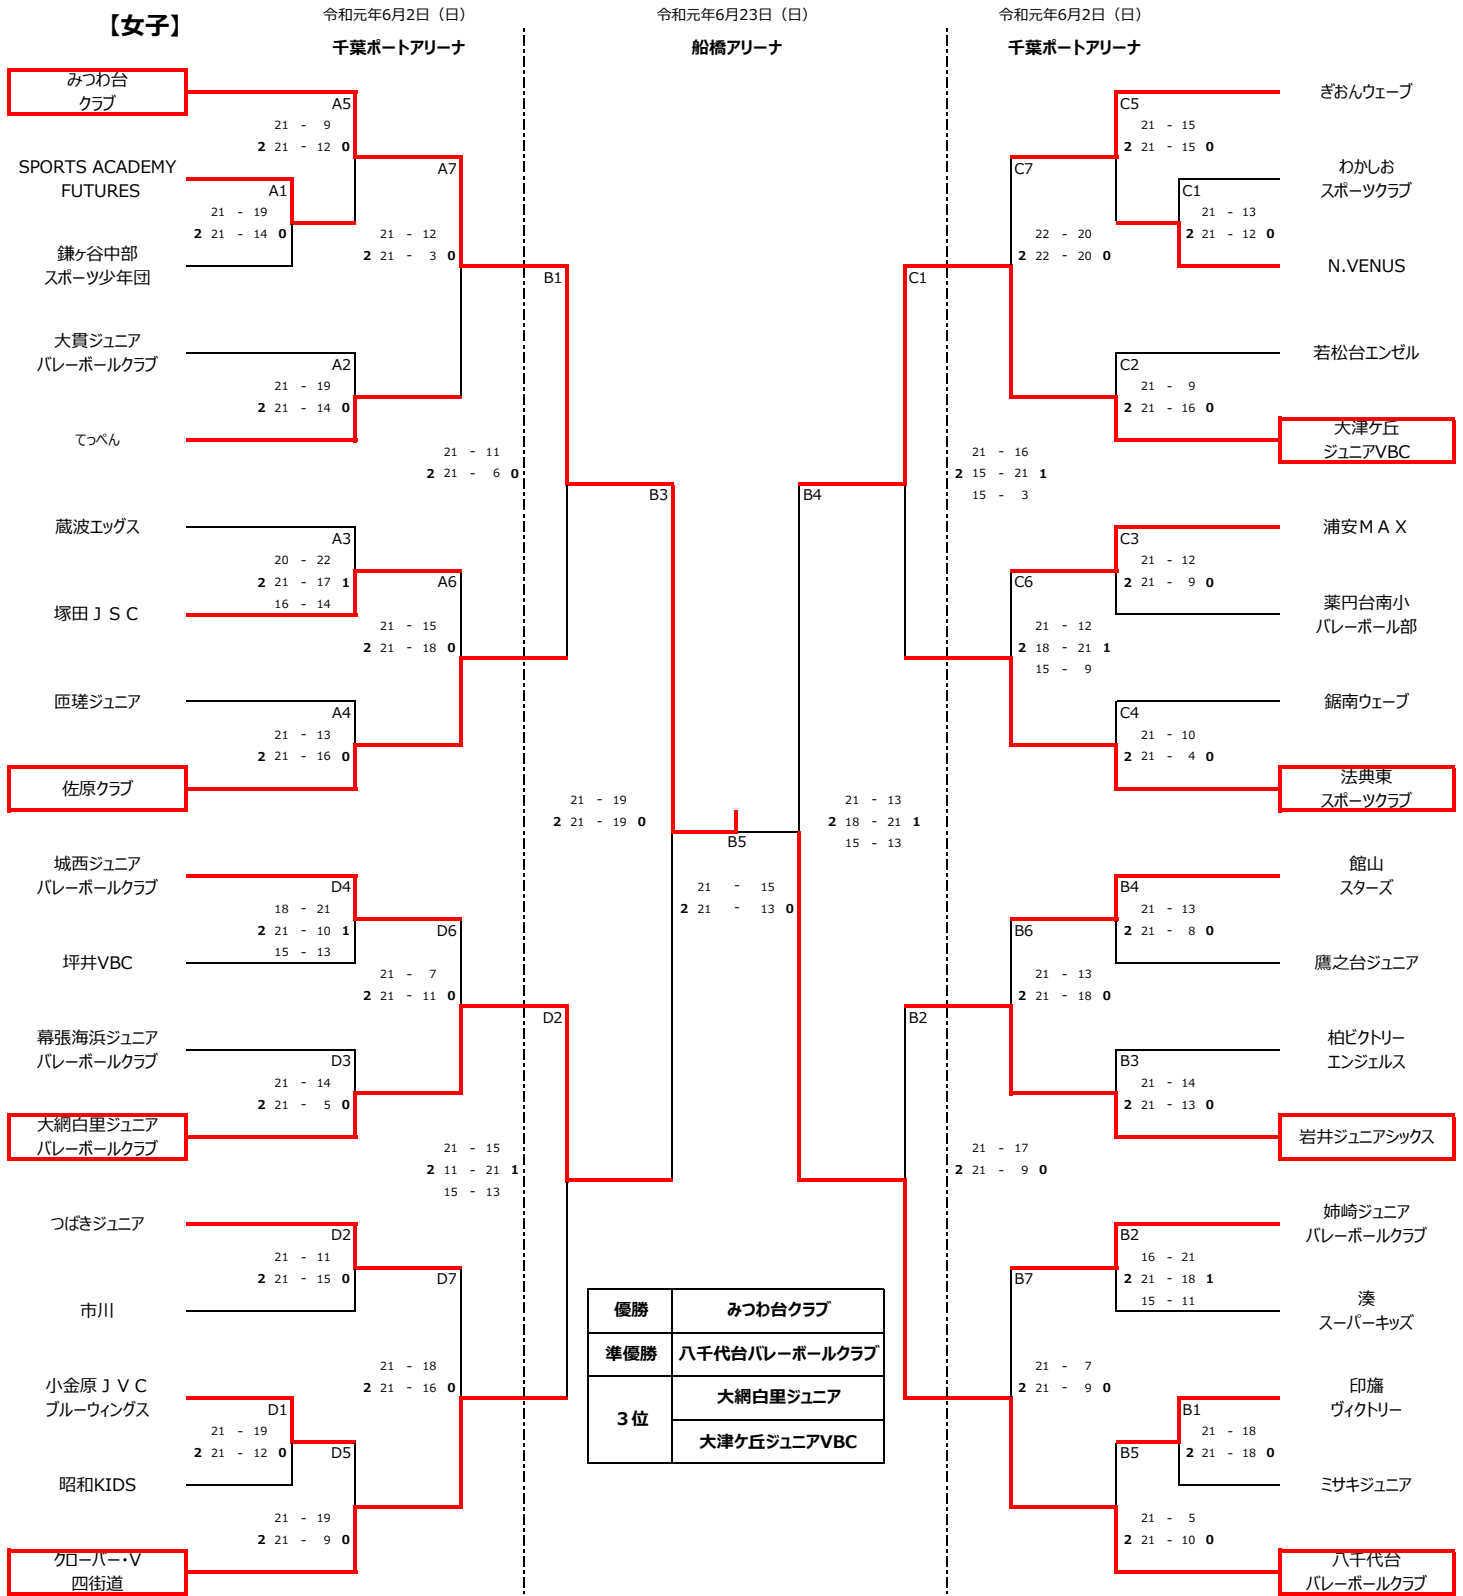 【女子】
令和元年6月2日（日）
千葉ポートアリーナ
令和元年6月23日（日）
船橋アリーナ
令和元年6月2日（日）
千葉ポートアリーナ
みつわ台
クラブ
A5
21 - 9
2 21 - 12 0
SPORTS ACADEMY
FUTURES
A1
21 - 19
2 21 - 14 0
鎌ヶ谷中部
スポーツ少年団
A7
21 - 12
2 21 - 3 0
大貫ジュニア
バレーボールクラブ
A2
21 - 19
2 21 - 14 0
てっぺん
B1
21 - 11
2 21 - 6 0
蔵波エッグス
A3
20 - 22
2 21 - 17 1
16 - 14
塚田ＪＳＣ
A6
21 - 15
2 21 - 18 0
匝瑳ジュニア
A4
21 - 13
2 21 - 16 0
佐原クラブ
B3
21 - 19
2 21 - 19 0
城西ジュニア
バレーボールクラブ
D4
18 - 21
2 21 - 10 1
15 - 13
坪井VBC
D6
21 - 7
2 21 - 11 0
幕張海浜ジュニア
バレーボールクラブ
D3
21 - 14
2 21 - 5 0
大網白里ジュニア
バレーボールクラブ
D2
21 - 15
2 11 - 21 1
15 - 13
つばきジュニア
D2
21 - 11
2 21 - 15 0
市川
D7
21 - 18
2 21 - 16 0
小金原ＪＶＣ
ブルーウィングス
D1
21 - 19
2 21 - 12 0
昭和KIDS
D5
21 - 19
2 21 - 9 0
クローバー・V
四街道
B5
21 - 15
2 21 - 13 0
優勝 みつわ台クラブ
準優勝 八千代台バレーボールクラブ
３位 大網白里ジュニア
大津ケ丘ジュニアVBC
ぎおんウェーブ
C5
21 - 15
2 21 - 15 0
わかしお
スポーツクラブ
C1
21 - 13
2 21 - 12 0
N.VENUS
C7
22 - 20
2 22 - 20 0
若松台エンゼル
C2
21 - 9
2 21 - 16 0
大津ケ丘
ジュニアVBC
C1
21 - 16
2 15 - 21 1
15 - 3
浦安ＭＡＸ
C3
21 - 12
2 21 - 9 0
薬円台南小
バレーボール部
C6
21 - 12
2 18 - 21 1
15 - 9
鋸南ウェーブ
C4
21 - 10
2 21 - 4 0
法典東
スポーツクラブ
B4
21 - 13
2 18 - 21 1
15 - 13
館山
スターズ
B4
21 - 13
2 21 - 8 0
鷹之台ジュニア
B6
21 - 13
2 21 - 18 0
柏ビクトリー
エンジェルス
B3
21 - 14
2 21 - 13 0
岩井ジュニアシックス
B2
21 - 17
2 21 - 9 0
姉崎ジュニア
バレーボールクラブ
B2
16 - 21
2 21 - 18 1
15 - 11
湊
スーパーキッズ
B7
21 - 7
2 21 - 9 0
印旛
ヴィクトリー
B1
21 - 18
2 21 - 18 0
ミサキジュニア
B5
21 - 5
2 21 - 10 0
八千代台
バレーボールクラブ